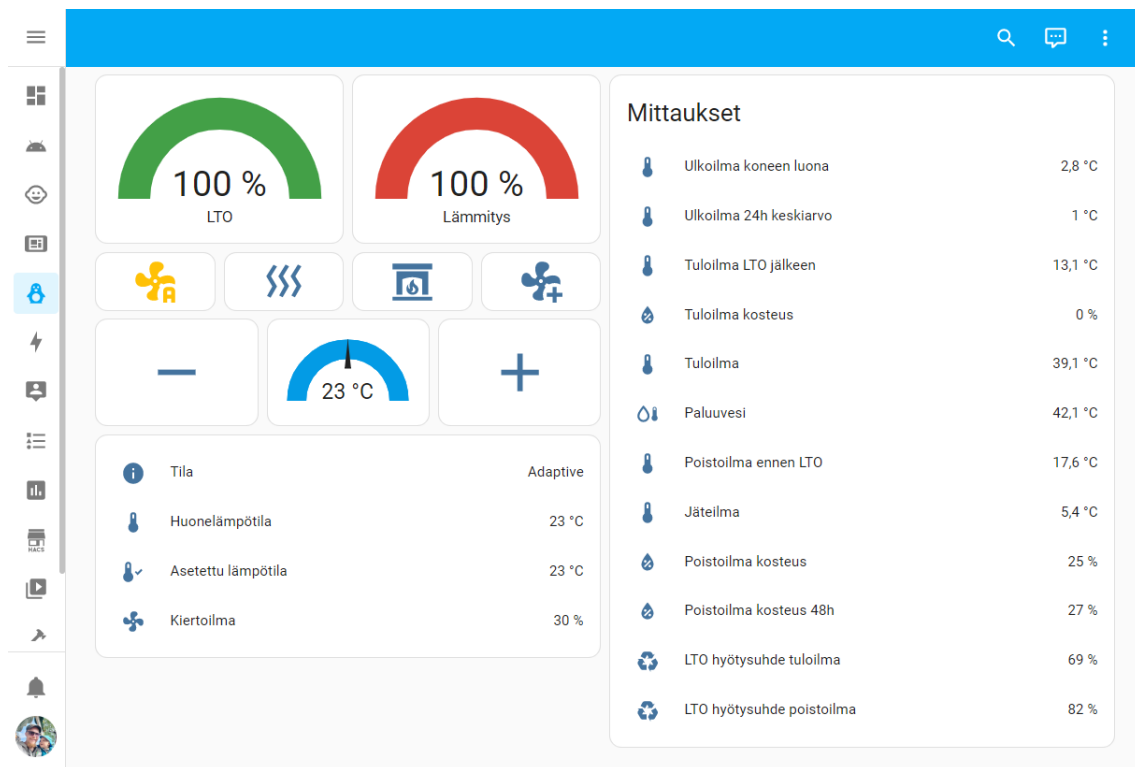 100 %
LTO
100 %
Lämmitys
A
23 °C
Tila Adaptive
Huonelämpötila 23 °C
Asetettu lämpötila 23 °C
Kiertoilma 30 %
Mittaukset
Ulkoilma koneen luona 2,8 °C
Ulkoilma 24h keskiarvo 1 °C
Tuloilma LTO jälkeen 13,1 °C
Tuloilma kosteus 0 %
Tuloilma 39,1 °C
Paluuvesi 42,1 °C
Poistoilma ennen LTO 17,6 °C
Jäteilma 5,4 °C
Poistoilma kosteus 25 %
Poistoilma kosteus 48h 27 %
LTO hyötysuhde tuloilma 69 %
LTO hyötysuhde poistoilma 82 %
HACS